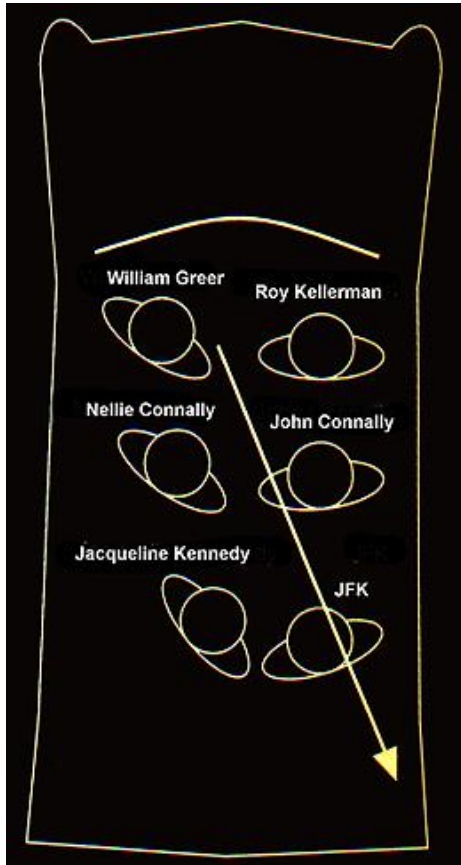 William Greer
Roy Kellerman
Nellie Connally
John Connally
Jacqueline Kennedy
JFK